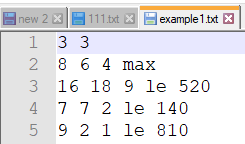 new 2 111.txt example1.txt
1 3 3
2 8 6 4 max
3 16 18 9 le 520
4 7 7 2 le 140
5 9 2 1 le 810